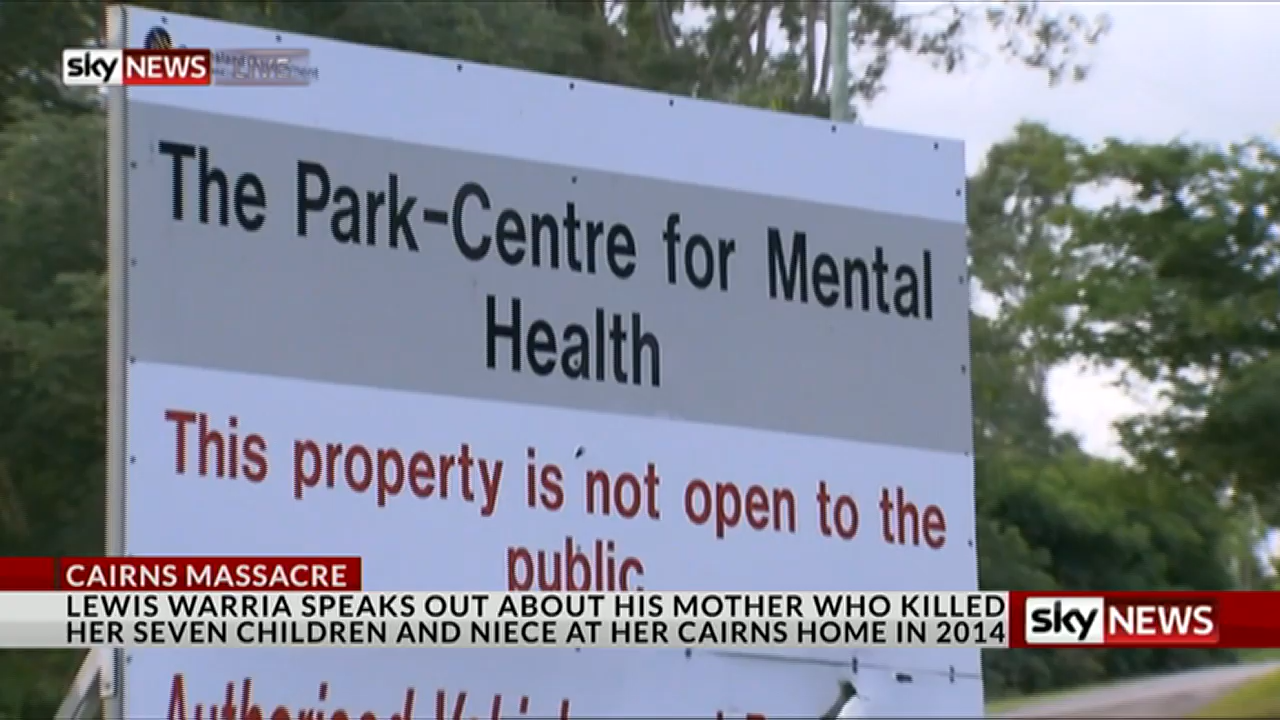 sky NEWS
LIVE
The Park-Centre for Mental
Health
This property is not open to the
public
CAIRNS MASSACRE
LEWIS WARRIA SPEAKS OUT ABOUT HIS MOTHER WHO KILLED
HER SEVEN CHILDREN AND NIECE AT HER CAIRNS HOME IN 2014
sky NEWS
Authorised